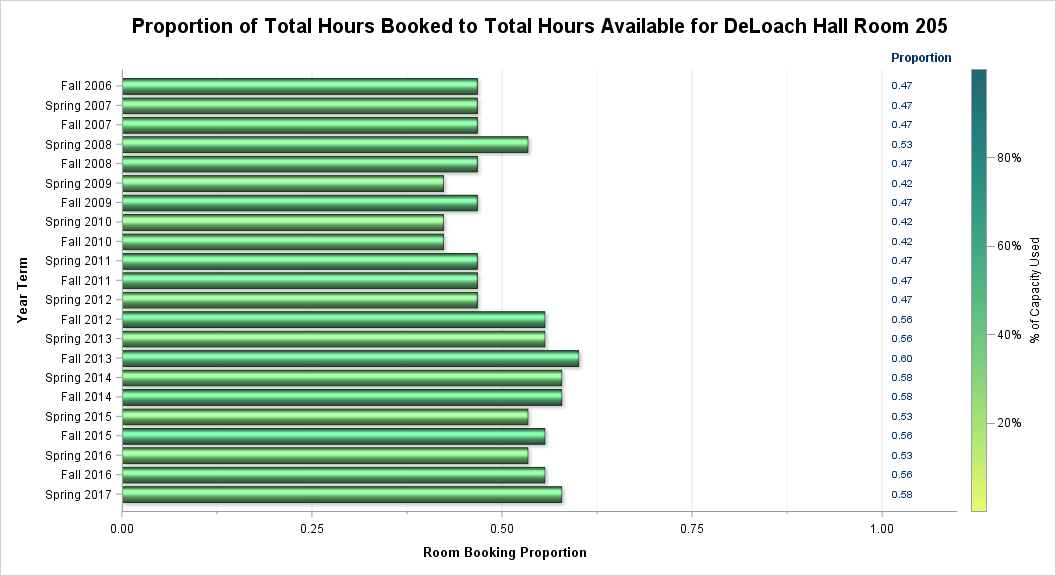 Proportion of Total Hours Booked to Total Hours Available for DeLoach Hall Room 205
Proportion
Fall 2006 0.47
Spring 2007 0.47
Fall 2007 0.47
Spring 2008 0.53
Fall 2008 0.47
Spring 2009 0.42
Fall 2009 0.47
Spring 2010 0.42
Fall 2010 0.42
Spring 2011 0.47
Fall 2011 0.47
Spring 2012 0.47
Fall 2012 0.56
Spring 2013 0.56
Fall 2013 0.60
Spring 2014 0.58
Fall 2014 0.58
Spring 2015 0.53
Fall 2015 0.56
Spring 2016 0.53
Fall 2016 0.56
Spring 2017 0.58
Year Term
0.00 0.25 0.50 0.75 1.00
Room Booking Proportion
80%
60%
40%
20%
% of Capacity Used